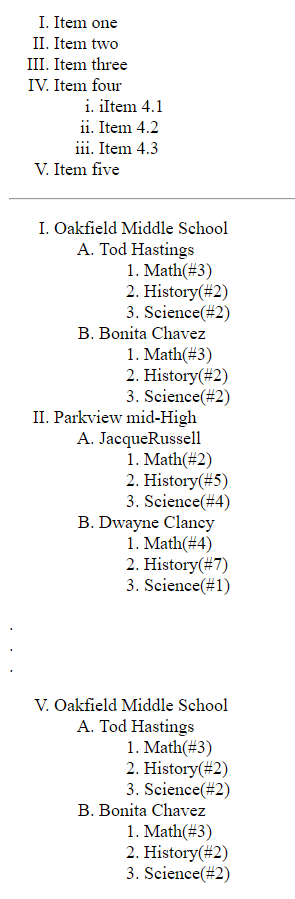 I. Item one
II. Item two
III. Item three
IV. Item four
i. iItem 4.1
ii. Item 4.2
iii. Item 4.3
V. Item five
I. Oakfield Middle School
A. Tod Hastings
1. Math(#3)
2. History(#2)
3. Science(#2)
B. Bonita Chavez
1. Math(#3)
2. History(#2)
3. Science(#2)
II. Parkview mid-High
A. JacqueRussell
1. Math(#2)
2. History(#5)
3. Science(#4)
B. Dwayne Clancy
1. Math(#4)
2. History(#7)
3. Science(#1)
.
.
.
V. Oakfield Middle School
A. Tod Hastings
1. Math(#3)
2. History(#2)
3. Science(#2)
B. Bonita Chavez
1. Math(#3)
2. History(#2)
3. Science(#2)